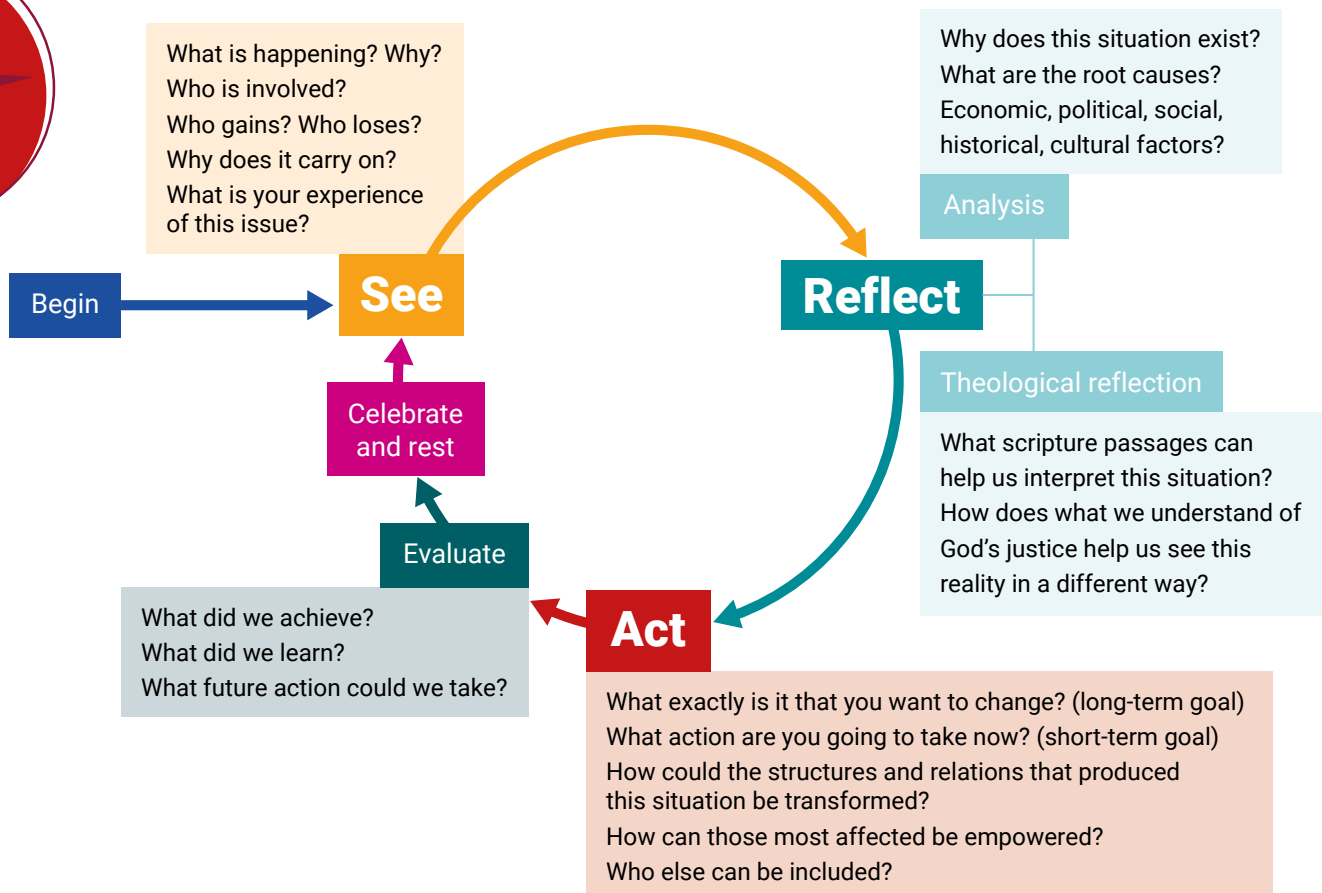 Begin
What is happening? Why?
Who is involved?
Who gains? Who loses?
Why does it carry on?
What is your experience
of this issue?
See
Why does this situation exist?
What are the root causes?
Economic, political, social,
historical, cultural factors?
Analysis
Reflect
Theological reflection
What scripture passages can
help us interpret this situation?
How does what we understand of
God’s justice help us see this
reality in a different way?
Act
What exactly is it that you want to change? (long-term goal)
What action are you going to take now? (short-term goal)
How could the structures and relations that produced
this situation be transformed?
How can those most affected be empowered?
Who else can be included?
Evaluate
What did we achieve?
What did we learn?
What future action could we take?
Celebrate
and rest